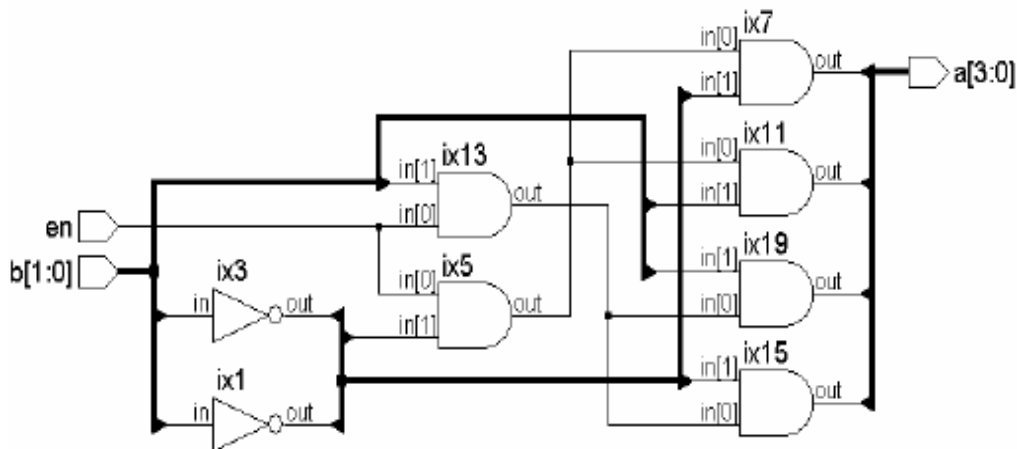 ix7
in[0] out
in[1]
a[3:0]
ix11
in[0] out
in[1]
ix13
in[1] out
in[0]
en
b[1:0]
ix3
in out
ix5
in[0] out
in[1]
ix19
in[1] out
in[0]
ix1
in out
ix15
in[1] out
in[0]